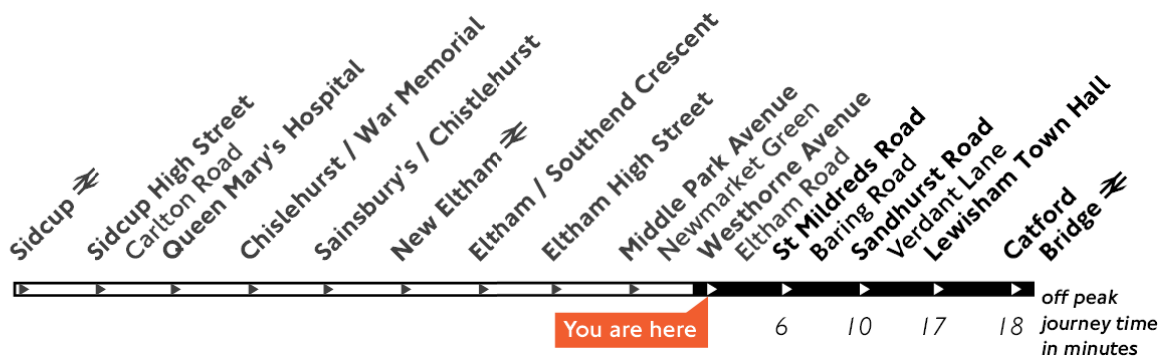 Sidcup
Sidcup High Street
Carlton Road
Queen Mary's Hospital
Chislehurst / War Memorial
Sainsbury's / Chistlehurst
New Eltham
Eltham / Southend Crescent
Eltham High Street
Middle Park Avenue
Newmarket Green
Westhorne Avenue
Eltham Road
St Mildreds Road
Baring Road
Sandhurst Road
Verdant Lane
Lewisham Town Hall
Catford
Bridge
You are here
6 10 17 18
off peak
journey time
in minutes